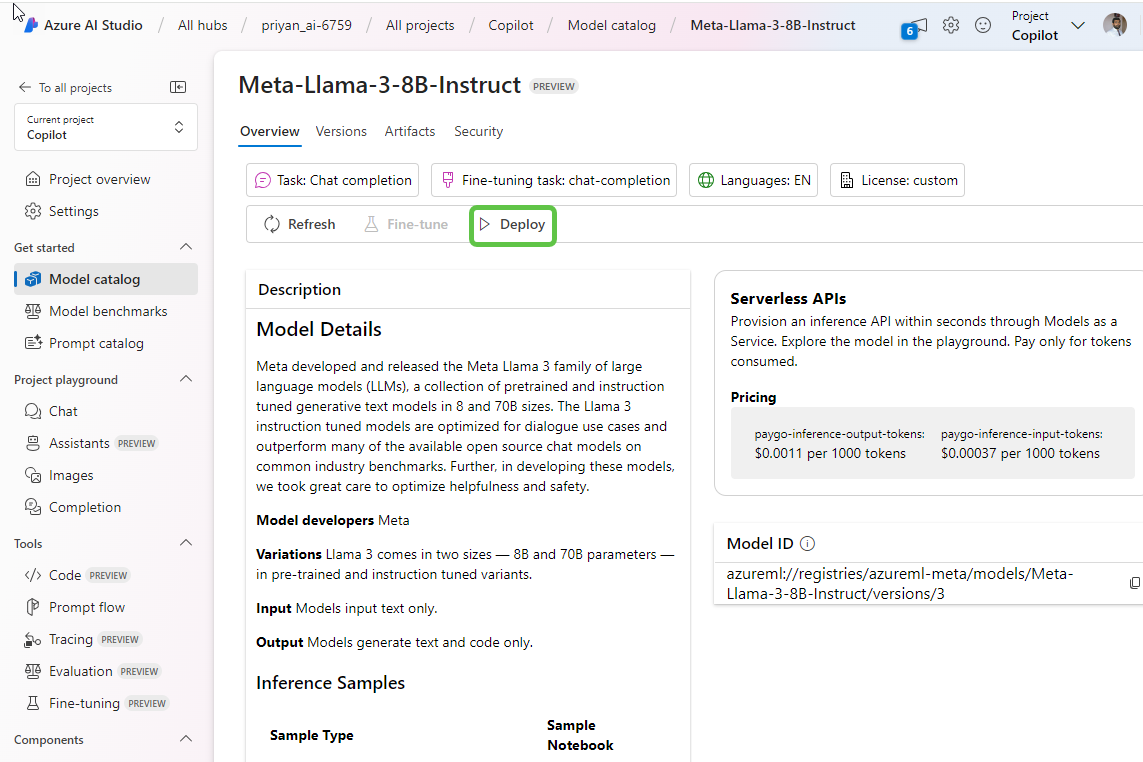 Azure AI Studio / All hubs / priyan_ai-6759 / All projects / Copilot / Model catalog / Meta-Llama-3-8B-Instruct
6
Project
Copilot
To all projects
Current project
Copilot
Project overview
Settings
Get started
Model catalog
Model benchmarks
Prompt catalog
Project playground
Chat
Assistants PREVIEW
Images
Completion
Tools
Code PREVIEW
Prompt flow
Tracing PREVIEW
Evaluation PREVIEW
Fine-tuning PREVIEW
Components
Meta-Llama-3-8B-Instruct PREVIEW
Overview Versions Artifacts Security
Task: Chat completion Fine-tuning task: chat-completion Languages: EN License: custom
Refresh Fine-tune Deploy
Description
Model Details
Meta developed and released the Meta Llama 3 family of large
language models (LLMs), a collection of pretrained and instruction
tuned generative text models in 8 and 70B sizes. The Llama 3
instruction tuned models are optimized for dialogue use cases and
outperform many of the available open source chat models on
common industry benchmarks. Further, in developing these models,
we took great care to optimize helpfulness and safety.
Model developers Meta
Variations Llama 3 comes in two sizes — 8B and 70B parameters —
in pre-trained and instruction tuned variants.
Input Models input text only.
Output Models generate text and code only.
Inference Samples
Sample Type
Sample
Notebook
Serverless APIs
Provision an inference API within seconds through Models as a
Service. Explore the model in the playground. Pay only for tokens
consumed.
Pricing
paygo-inference-output-tokens: paygo-inference-input-tokens:
$0.0011 per 1000 tokens $0.00037 per 1000 tokens
Model ID
azureml://registries/azureml-meta/models/Meta-
Llama-3-8B-Instruct/versions/3